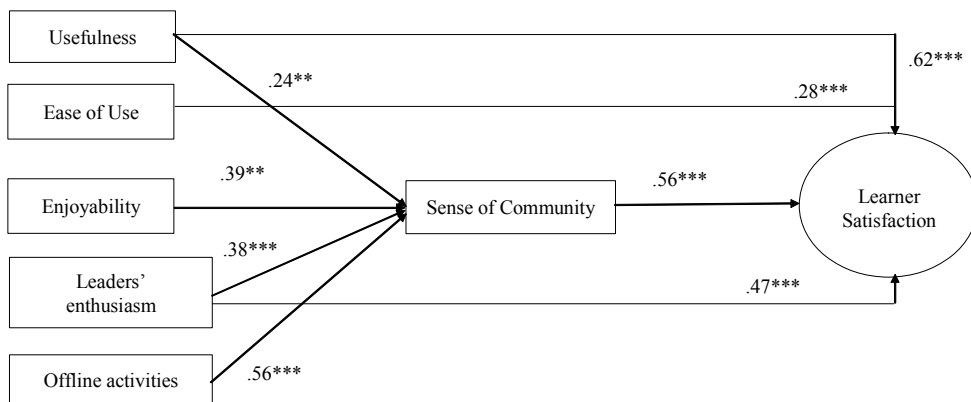 Usefulness
.62***
.24**
.28***
Ease of Use
.39**
.56***
Enjoyability
Sense of Community
Learner
Satisfaction
.38***
Leaders’
enthusiasm
.47***
Offline activities
.56***